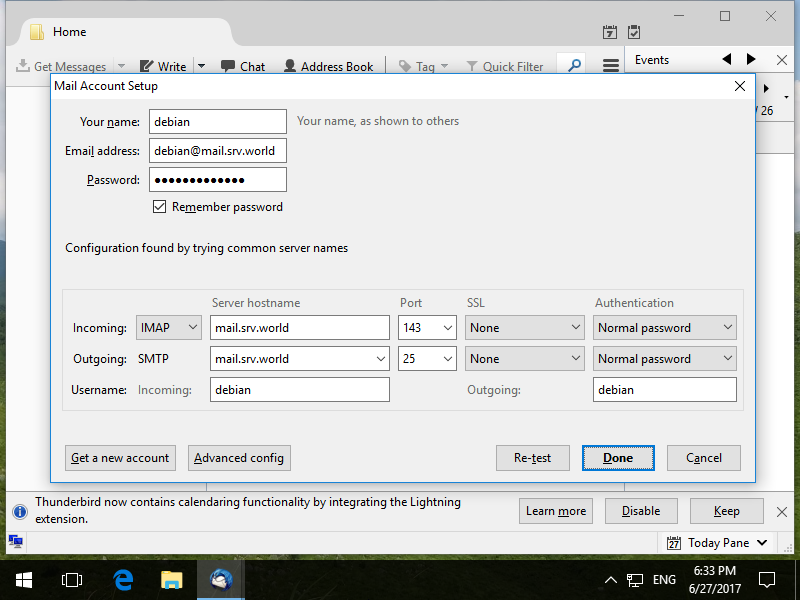 Home
7
Get Messages Write Chat Address Book Tag Quick Filter Events
Mail Account Setup
/ 26
Your name: debian Your name, as shown to others
Email address: debian@mail.srv.world
Password: •••••••••••••
Remember password
Configuration found by trying common server names
Server hostname Port SSL Authentication
Incoming: IMAP mail.srv.world 143 None Normal password
Outgoing: SMTP mail.srv.world 25 None Normal password
Username: Incoming: debian Outgoing: debian
Get a new account Advanced config Re-test Done Cancel
Thunderbird now contains calendaring functionality by integrating the Lightning
extension.
Learn more Disable Keep
27 Today Pane
ENG
6:33 PM
6/27/2017